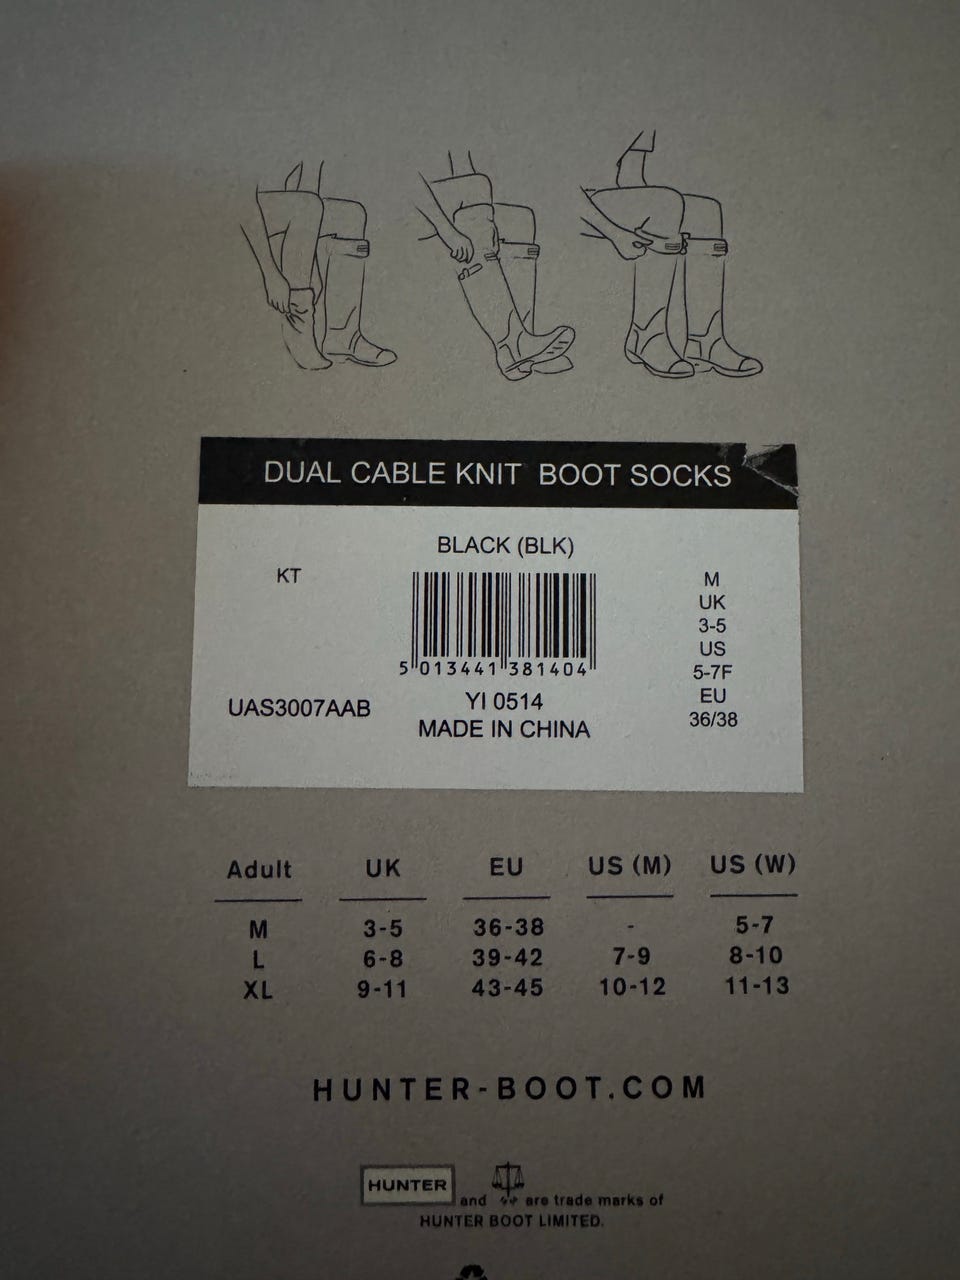 DUAL CABLE KNIT BOOT SOCKS
BLACK (BLK)
KT
5 013441 381404
UAS3007AAB
YI 0514
MADE IN CHINA
M
UK
3-5
US
5-7F
EU
36/38
Adult UK EU US (M) US (W)
M 3-5 36-38 - 5-7
L 6-8 39-42 7-9 8-10
XL 9-11 43-45 10-12 11-13
HUNTER-BOOT.COM
HUNTER and are trade marks of
HUNTER BOOT LIMITED.